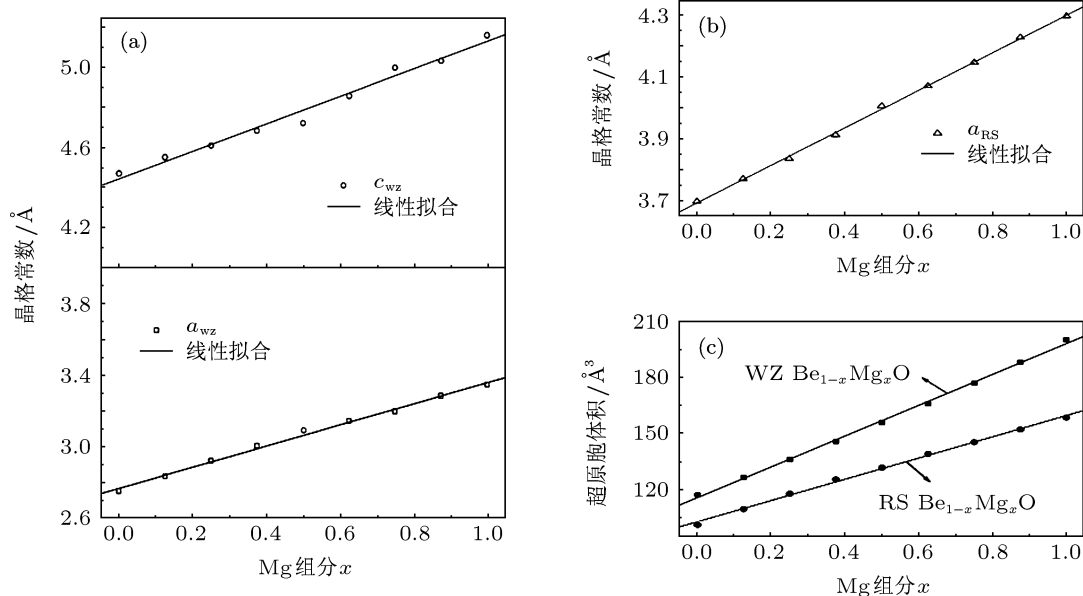 (a)
晶格常数/Å
5.0
4.6
4.2
c_wz
线性拟合
3.8
3.4
3.0
2.6
a_wz
线性拟合
0.0 0.2 0.4 0.6 0.8 1.0
Mg组分x
(b)
晶格常数/Å
4.3
4.1
3.9
3.7
a_RS
线性拟合
0.0 0.2 0.4 0.6 0.8 1.0
Mg组分x
(c)
超原胞体积/Å³
210
180
150
120
WZ Be₁₋ₓMgₓO
RS Be₁₋ₓMgₓO
0.0 0.2 0.4 0.6 0.8 1.0
Mg组分x